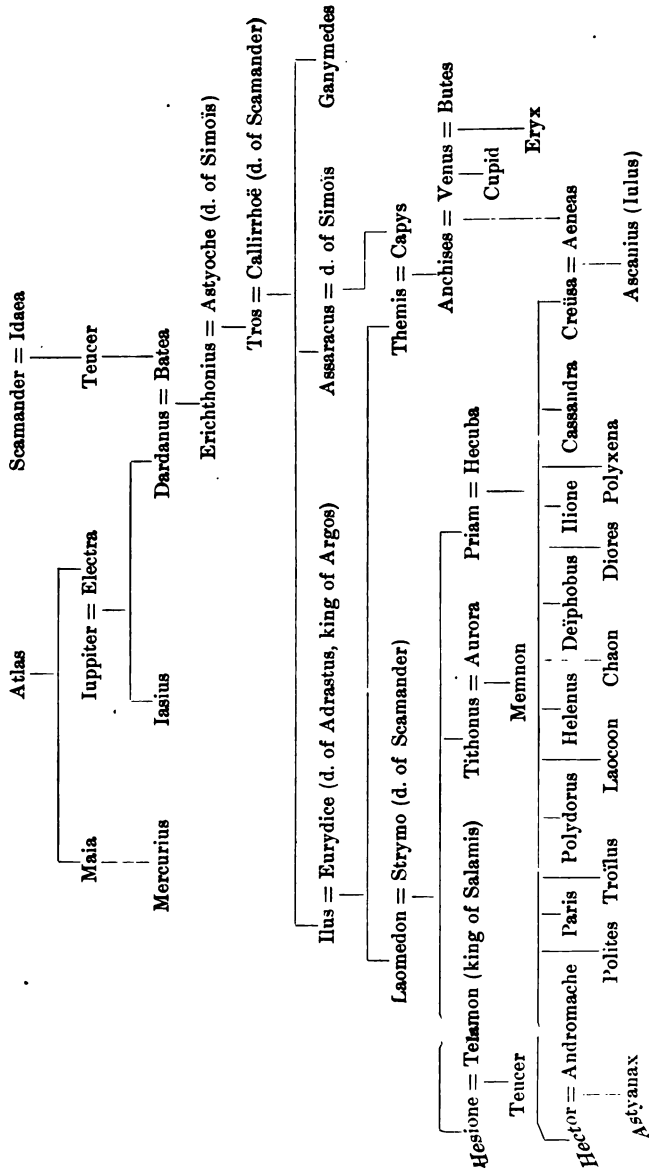 Atlas Scamander = Idaea
Maia Iuppiter = Electra Teucer
Mercurius Iasius Dardanus = Batea
Erichthonius = Astyoche (d. of Simoïs)
Tros = Callirrhoë (d. of Scamander)
Ilus = Eurydice (d. of Adrastus, king of Argos) Assaracus = d. of Simoïs Ganymedes
Laomedon = Strymo (d. of Scamander) Themis = Capys
Anchises = Venus = Butes
Hesione = Telamon (king of Salamis) Tithonus = Aurora Priam = Hecuba Cupid
Teucer Memnon Eryx
Hector = Andromache Paris Polydorus Helenus Deïphobus Ilione Cassandra Creüsa = Aeneas
Astyanax Polites Troïlus Laocoon Chaon Diores Polyxena Ascanius (Iulus)